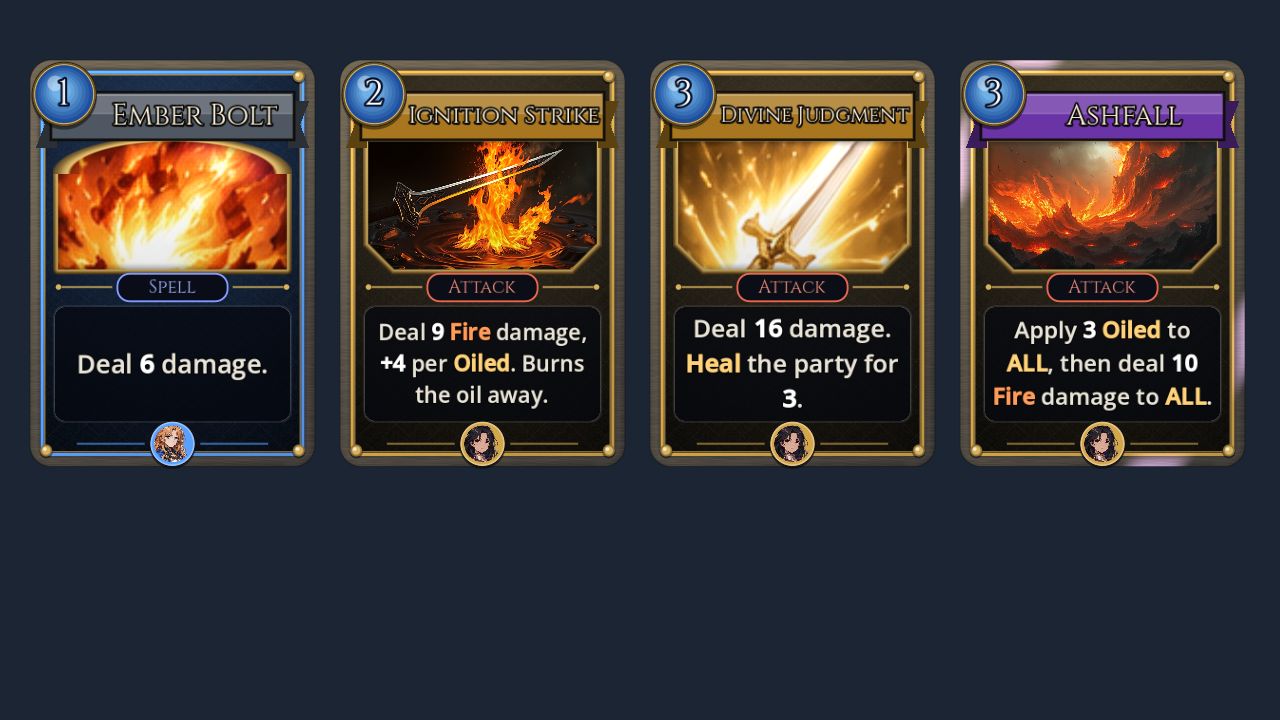 1
EMBER BOLT
SPELL
Deal 6 damage.
2
IGNITION STRIKE
ATTACK
Deal 9 Fire damage,
+4 per Oiled. Burns
the oil away.
3
DIVINE JUDGMENT
ATTACK
Deal 16 damage.
Heal the party for
3.
3
ASHFALL
ATTACK
Apply 3 Oiled to
ALL, then deal 10
Fire damage to ALL.